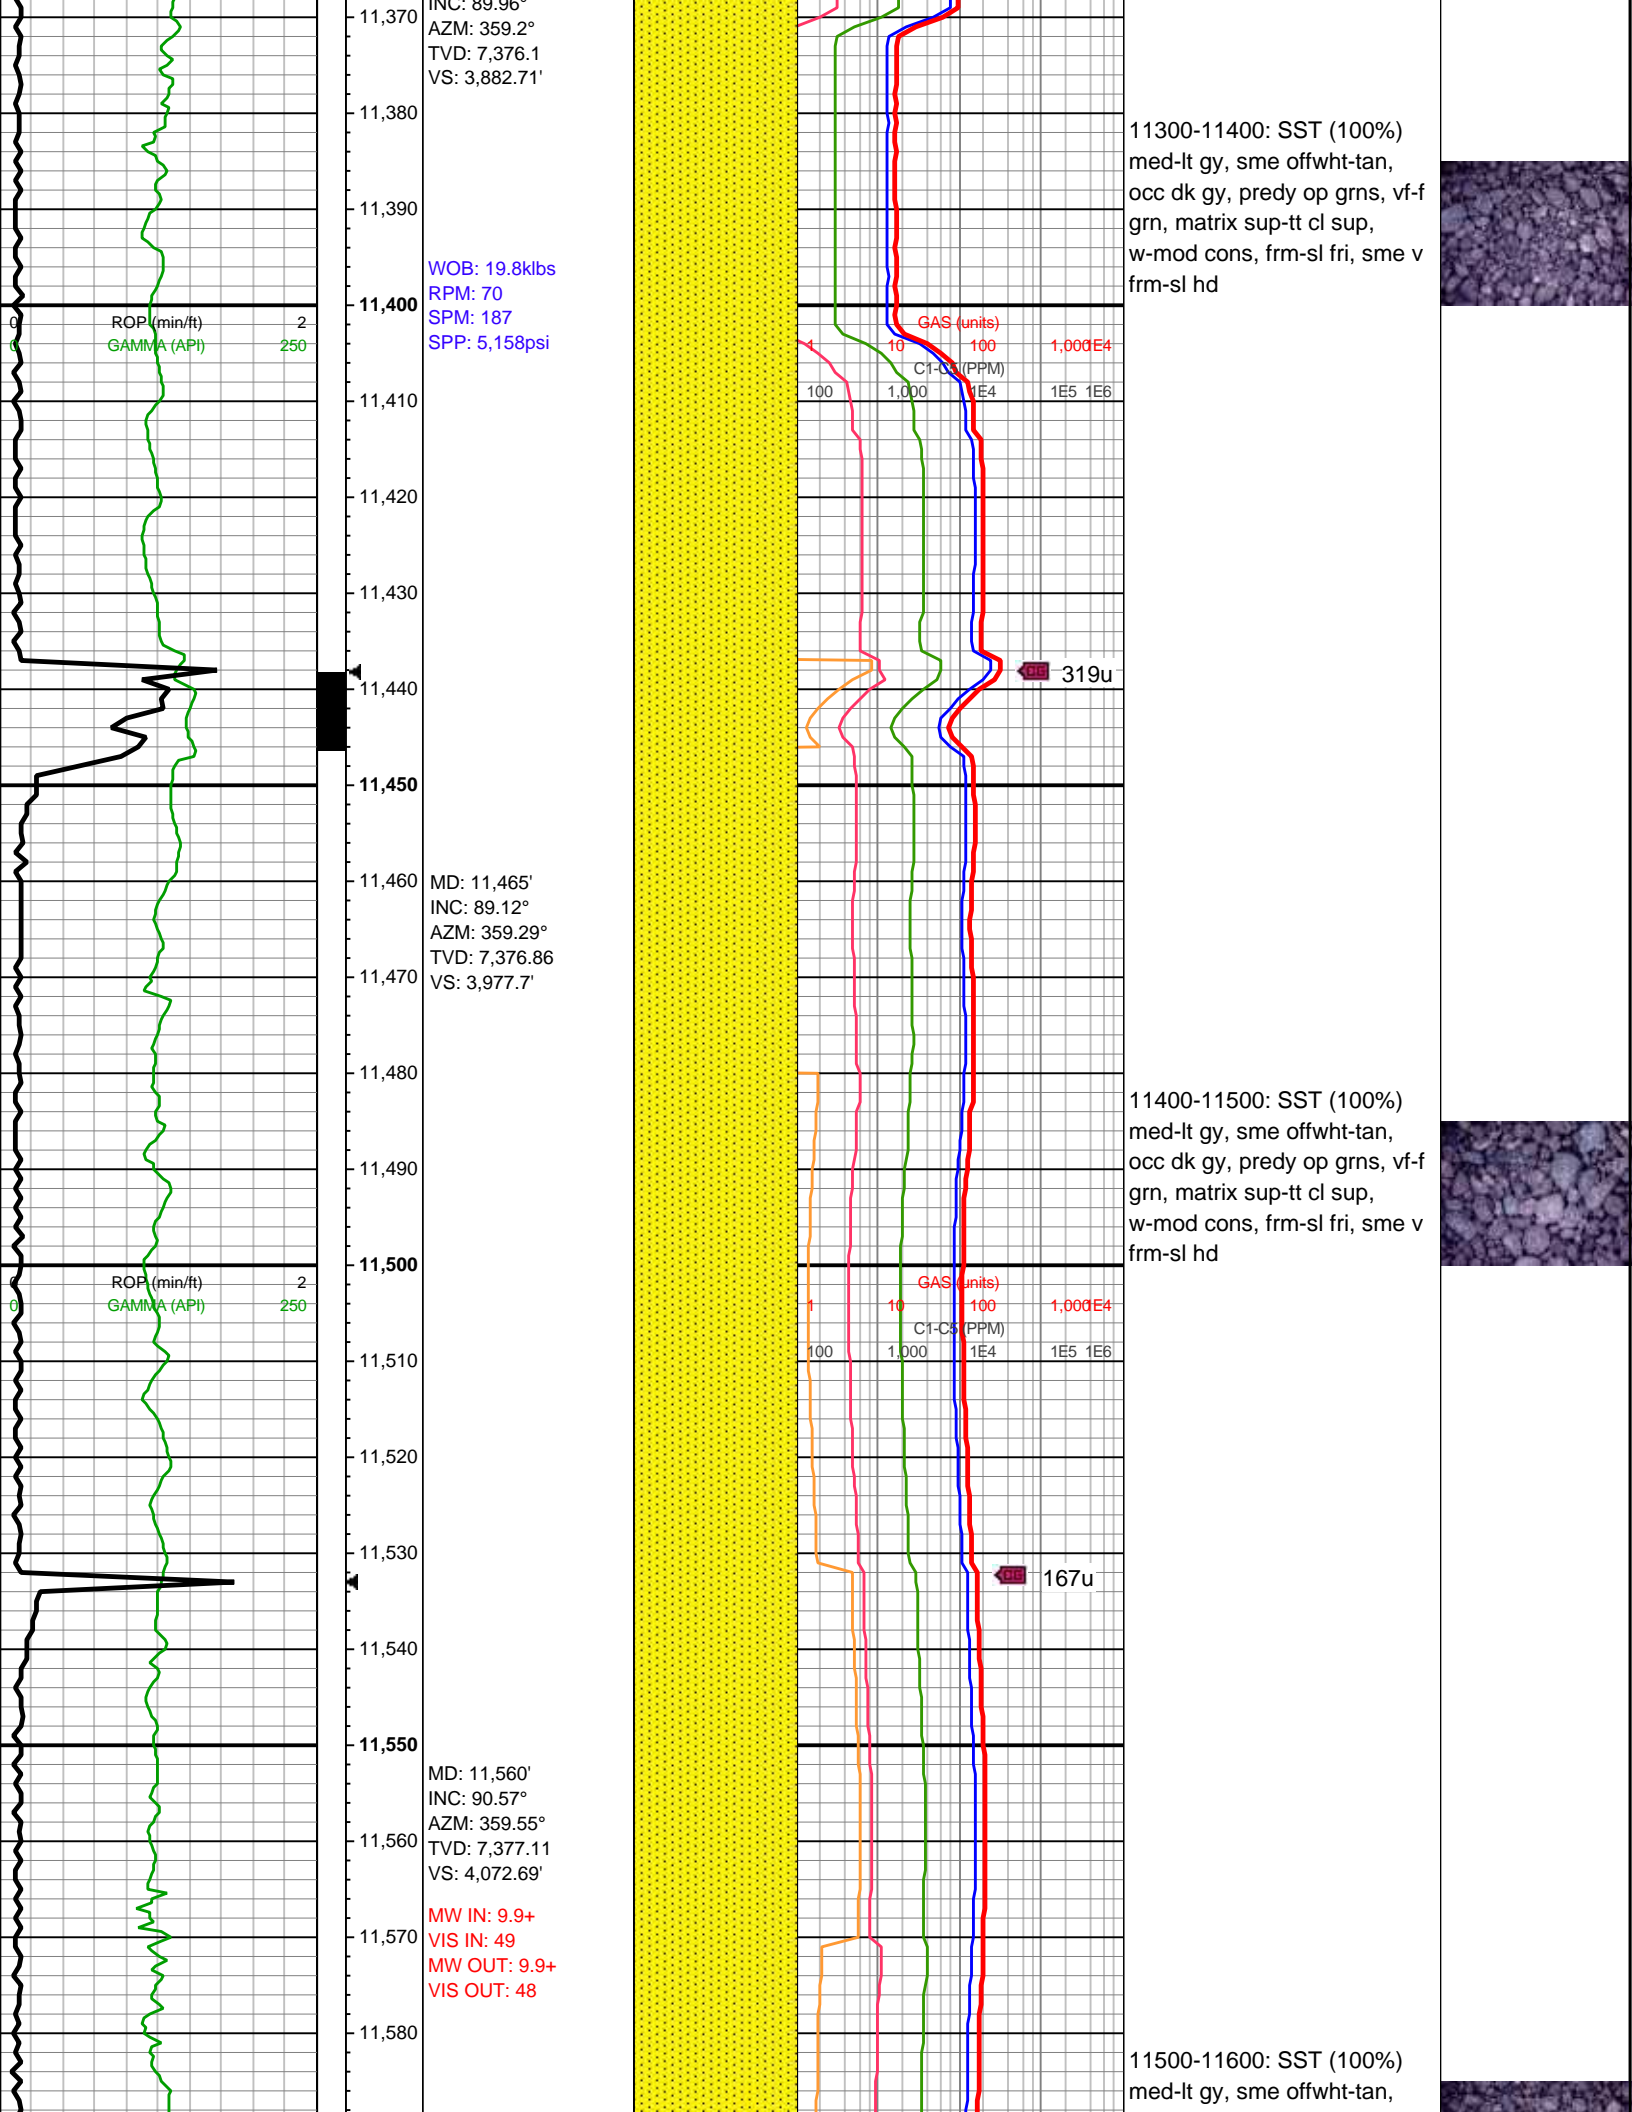 INC: 89.96°
11,370
AZM: 359.2°
TVD: 7,376.1
VS: 3,882.71'
11,380
11300-11400: SST (100%)
med-lt gy, sme offwht-tan,
occ dk gy, predy op grns, vf-f
grn, matrix sup-tt cl sup,
w-mod cons, frm-sl fri, sme v
frm-sl hd
11,390
WOB: 19.8klbs
RPM: 70
SPM: 187
SPP: 5,158psi
11,400
0 ROP (min/ft) 2
0 GAMMA (API) 250
GAS (units)
1 10 100 1,000 1E4
C1-C5 (PPM)
100 1,000 1E4 1E5 1E6
11,410
11,420
11,430
OG 319u
11,440
11,450
11,460
MD: 11,465'
INC: 89.12°
AZM: 359.29°
TVD: 7,376.86
VS: 3,977.7'
11,470
11,480
11400-11500: SST (100%)
med-lt gy, sme offwht-tan,
occ dk gy, predy op grns, vf-f
grn, matrix sup-tt cl sup,
w-mod cons, frm-sl fri, sme v
frm-sl hd
11,490
11,500
0 ROP (min/ft) 2
0 GAMMA (API) 250
GAS (units)
1 10 100 1,000 1E4
C1-C5 (PPM)
100 1,000 1E4 1E5 1E6
11,510
11,520
11,530
OG 167u
11,540
11,550
MD: 11,560'
INC: 90.57°
AZM: 359.55°
TVD: 7,377.11
VS: 4,072.69'
11,560
MW IN: 9.9+
VIS IN: 49
MW OUT: 9.9+
VIS OUT: 48
11,570
11,580
11500-11600: SST (100%)
med-lt gy, sme offwht-tan,